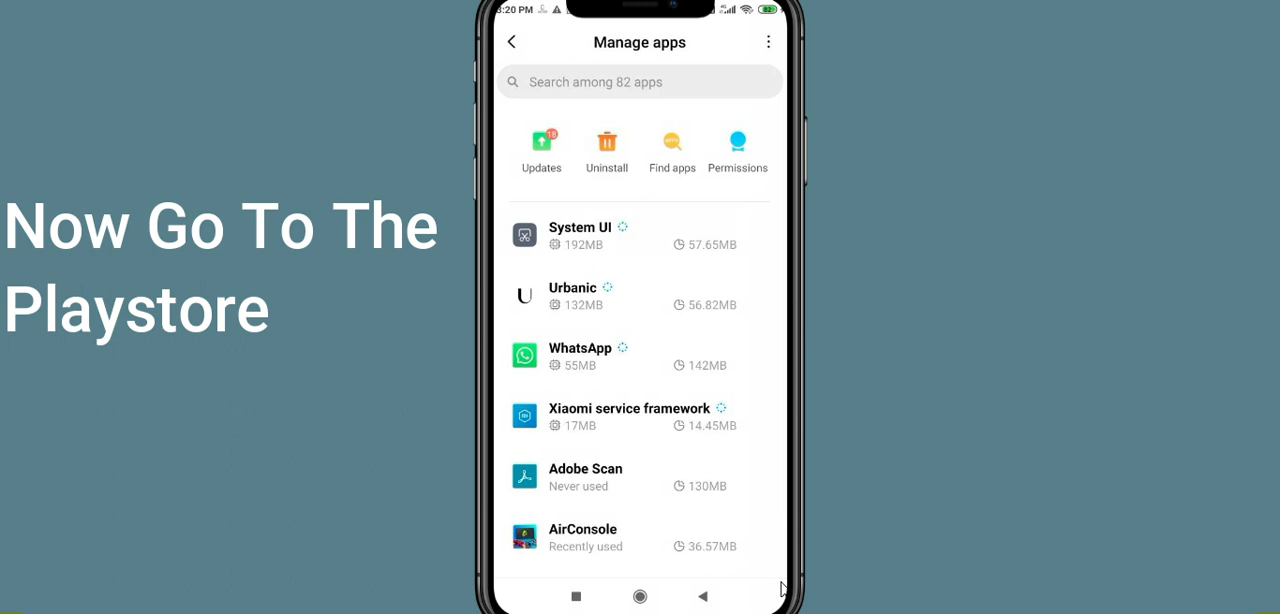 Now Go To The
Playstore
3:20 PM
82
Manage apps
Search among 82 apps
18
Updates
Uninstall
Find apps
Permissions
System UI
192MB
57.65MB
Urbanic
132MB
56.82MB
WhatsApp
55MB
142MB
Xiaomi service framework
17MB
14.45MB
Adobe Scan
Never used
130MB
AirConsole
Recently used
36.57MB